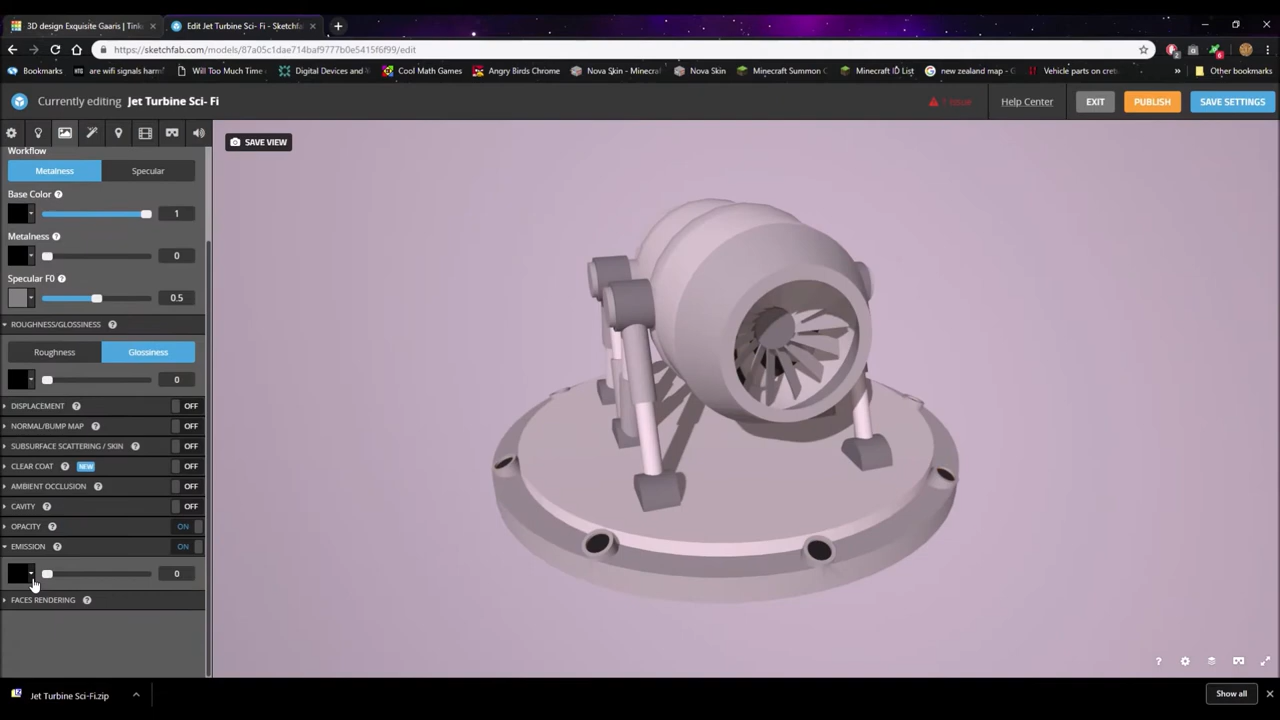 3D design Exquisite Gaaris | Tink
Edit Jet Turbine Sci- Fi - Sketchf
https://sketchfab.com/models/87a05c1dae714baf9777b0e5415f6f99/edit
Bookmarks
are wifi signals harm
Will Too Much Time
Digital Devices and
Cool Math Games
Angry Birds Chrome
Nova Skin - Minecra
Nova Skin
Minecraft Summon C
Minecraft ID List
new zealand map - G
Vehicle parts on cret
»
Other bookmarks
Currently editing Jet Turbine Sci- Fi
1 issue
Help Center
EXIT
PUBLISH
SAVE SETTINGS
SAVE VIEW
Workflow
Metalness
Specular
Base Color ?
1
Metalness ?
0
Specular F0 ?
0.5
ROUGHNESS/GLOSSINESS ?
Roughness
Glossiness
0
DISPLACEMENT ? OFF
NORMAL/BUMP MAP ? OFF
SUBSURFACE SCATTERING / SKIN ? OFF
CLEAR COAT ? NEW OFF
AMBIENT OCCLUSION ? OFF
CAVITY ? OFF
OPACITY ? ON
EMISSION ? ON
0
FACES RENDERING ?
?
Jet Turbine Sci-Fi.zip
Show all